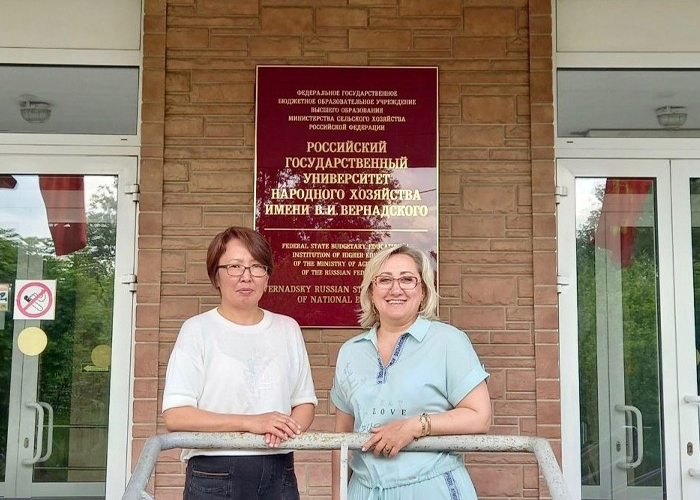 ФЕДЕРАЛЬНОЕ ГОСУДАРСТВЕННОЕ
БЮДЖЕТНОЕ ОБРАЗОВАТЕЛЬНОЕ УЧРЕЖДЕНИЕ
ВЫСШЕГО ОБРАЗОВАНИЯ
МИНИСТЕРСТВА СЕЛЬСКОГО ХОЗЯЙСТВА
РОССИЙСКОЙ ФЕДЕРАЦИИ
РОССИЙСКИЙ
ГОСУДАРСТВЕННЫЙ
УНИВЕРСИТЕТ
НАРОДНОГО ХОЗЯЙСТВА
ИМЕНИ В.И. ВЕРНАДСКОГО
FEDERAL STATE BUDGETARY
INSTITUTION OF HIGHER
OF THE MINISTRY OF
OF THE RUSSIAN
RUSSIAN
OF NATIONAL
LOVE